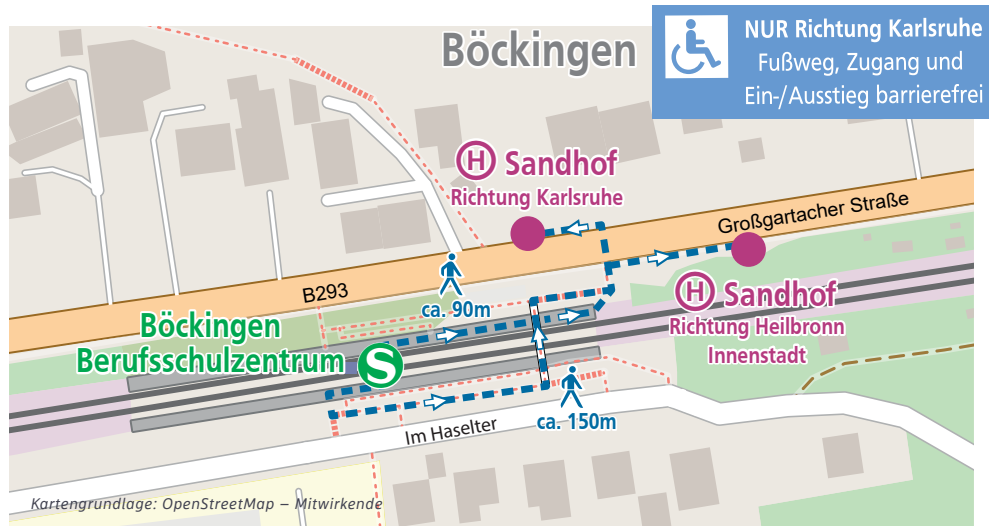 Böckingen
NUR Richtung Karlsruhe
Fußweg, Zugang und
Ein-/Ausstieg barrierefrei
H Sandhof
Richtung Karlsruhe
Großgartacher Straße
B293
ca. 90m
H Sandhof
Richtung Heilbronn
Innenstadt
Böckingen
Berufsschulzentrum
S
ca. 150m
Im Haselter
Kartengrundlage: OpenStreetMap – Mitwirkende